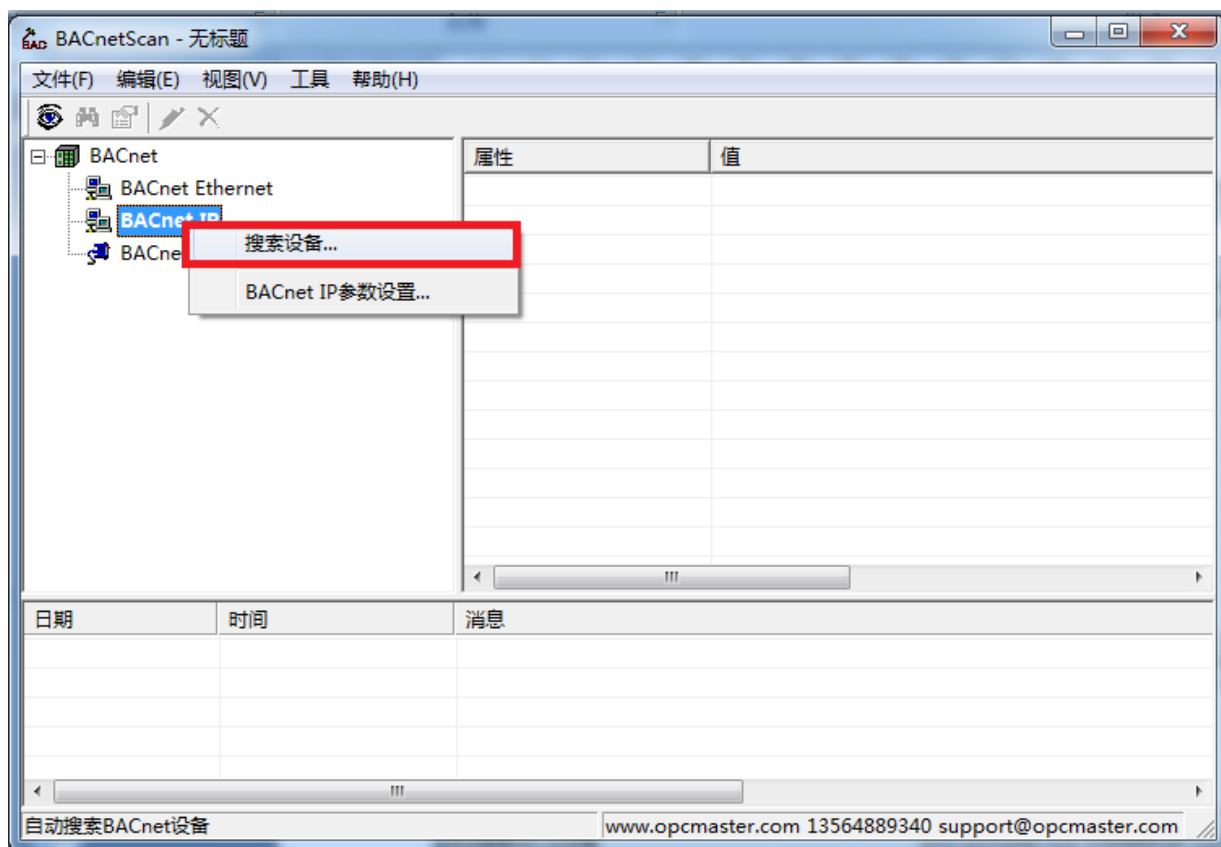 BACnetScan - 无标题
文件(F) 编辑(E) 视图(V) 工具 帮助(H)
BACnet
属性 值
BACnet Ethernet
BACnet IP
搜索设备...
BACne
BACnet IP参数设置...
日期 时间 消息
自动搜索BACnet设备 www.opcmaster.com 13564889340 support@opcmaster.com